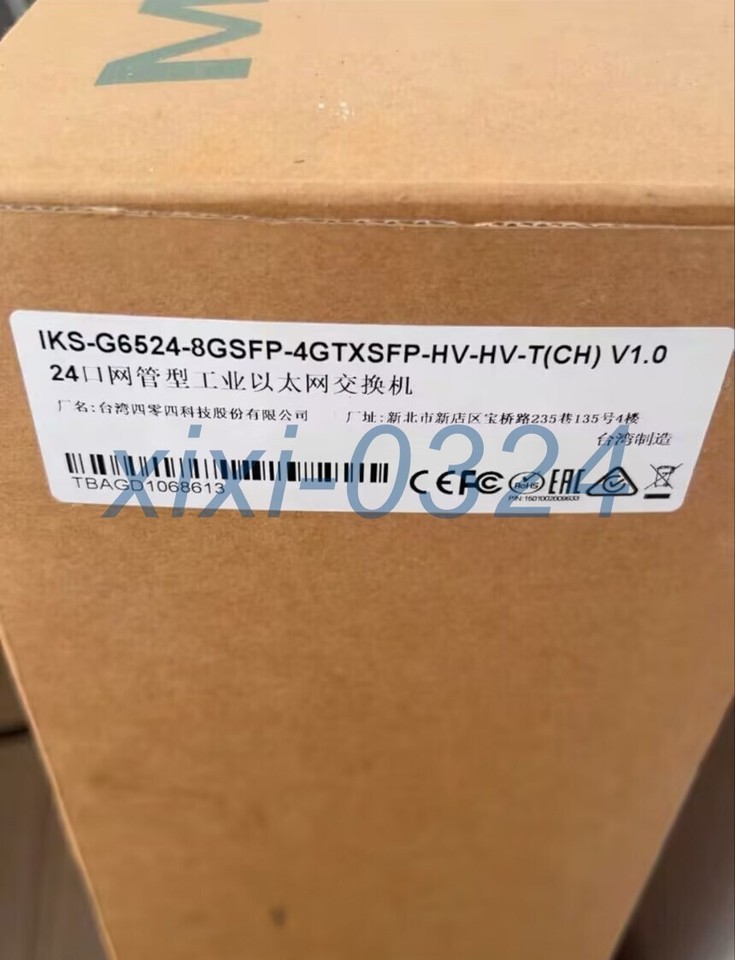 M
IKS-G6524-8GSFP-4GTXSFP-HV-HV-T(CH) V1.0
24口网管型工业以太网交换机
厂名:台湾四零四科技股份有限公司 厂址:新北市新店区宝桥路235巷135号4楼
台湾制造
TBAGD1068613
CE FC RoHS EAC
P/N:1501002009633
xixi-0324